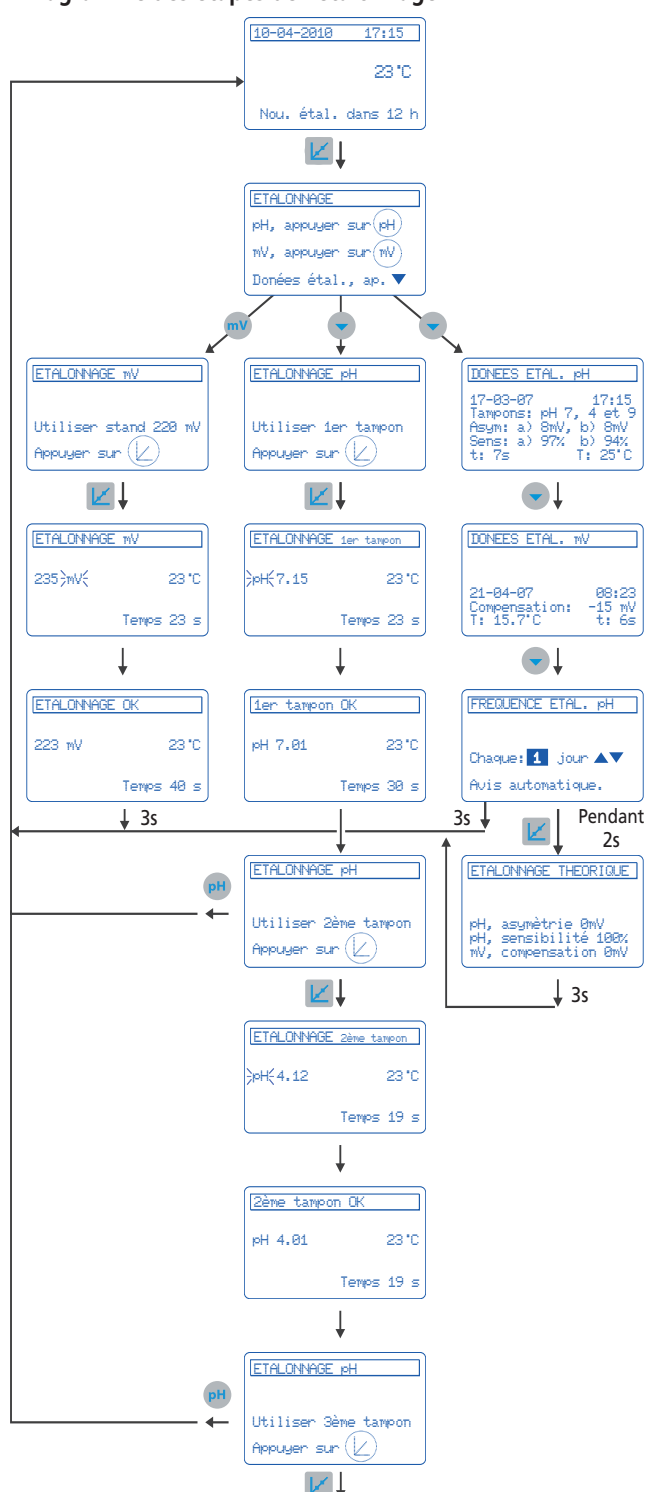 10-04-2010 17:15
23°C
Nou. étal. dans 12 h
ETALONNAGE
pH, appuyer sur pH
mV, appuyer sur mV
Donées étal., ap. ▼
mV
ETALONNAGE mV
Utiliser stand 220 mV
Appuyer sur
ETALONNAGE pH
Utiliser 1er tampon
Appuyer sur
DONEES ETAL. pH
17-03-07 17:15
Tampons: pH 7, 4 et 9
Asym: a) 8mV, b) 8mV
Sens: a) 97% b) 94%
t: 7s T: 25°C
ETALONNAGE mV
235 mV 23°C
Temps 23 s
ETALONNAGE 1er tampon
pH 7.15 23°C
Temps 23 s
DONEES ETAL. mV
21-04-07 08:23
Compensation: -15 mV
T: 15.7°C t: 6s
ETALONNAGE OK
223 mV 23°C
Temps 40 s
1er tampon OK
pH 7.01 23°C
Temps 30 s
FREQUENCE ETAL. pH
Chaque: 1 jour ▲▼
Avis automatique.
3s
3s
Pendant
2s
pH
ETALONNAGE pH
Utiliser 2ème tampon
Appuyer sur
ETALONNAGE THEORIQUE
pH, asymètrie 0mV
pH, sensibilité 100%
mV, compensation 0mV
3s
ETALONNAGE 2ème tampon
pH 4.12 23°C
Temps 19 s
2ème tampon OK
pH 4.01 23°C
Temps 19 s
pH
ETALONNAGE pH
Utiliser 3ème tampon
Appuyer sur